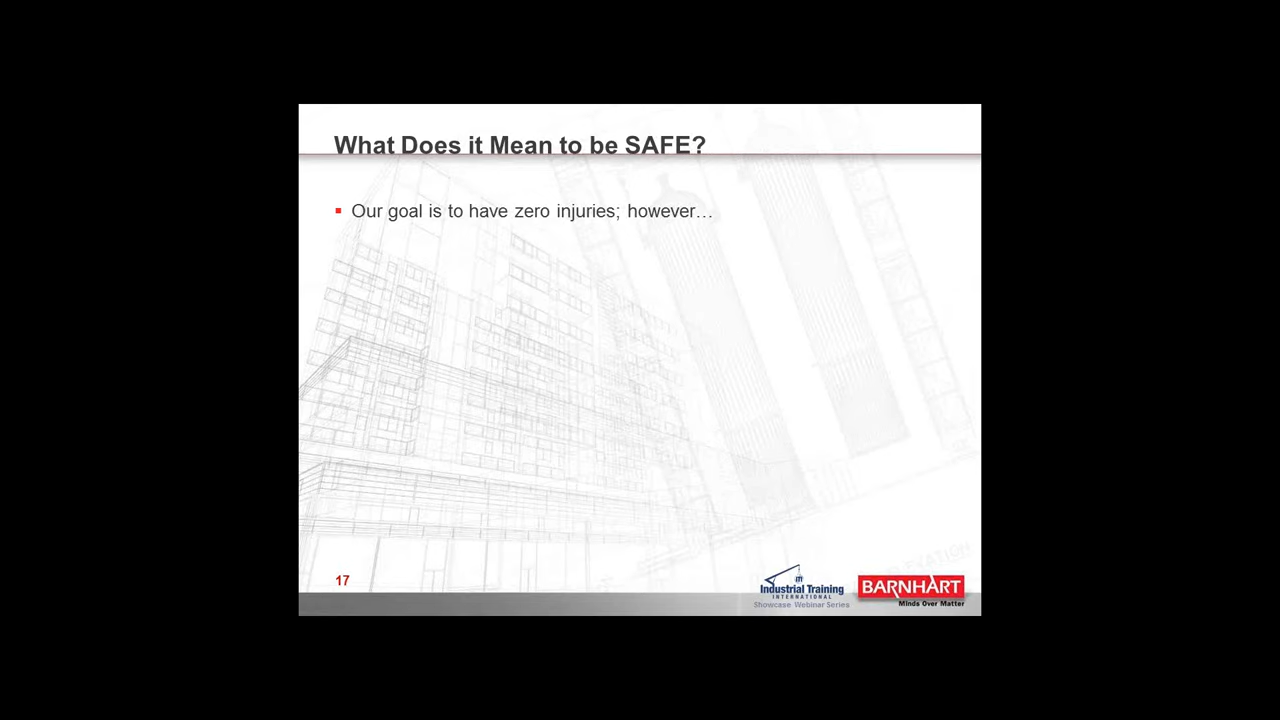 What Does it Mean to be SAFE?
Our goal is to have zero injuries; however…
17
ITI
Industrial Training
INTERNATIONAL
Showcase Webinar Series
BARNHART
Minds Over Matter